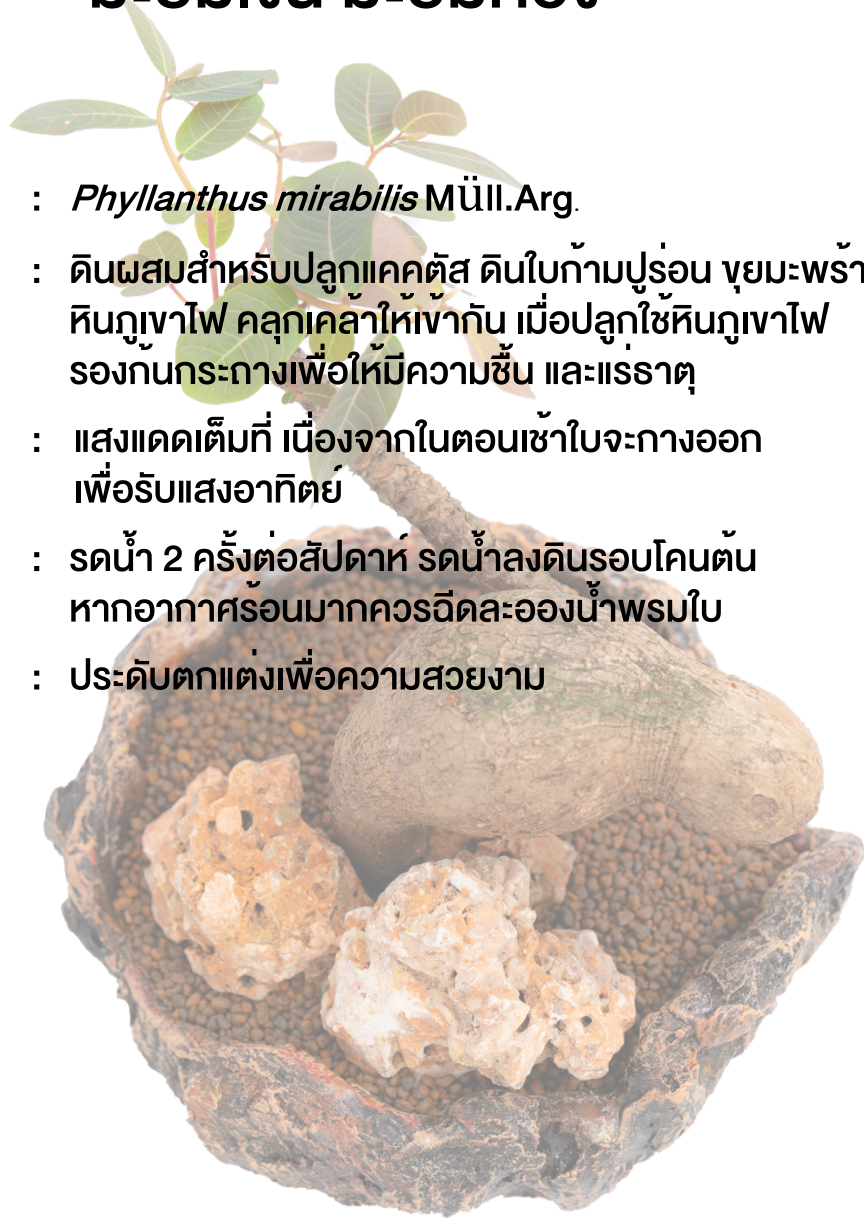 : Phyllanthus mirabilis Müll.Arg.
: ดินผสมสำหรับปลูกแคคตัส ดินใบก้ามปูร่อน ขุยมะพร้า
หินภูเขาไฟ คลุกเคล้าให้เข้ากัน เมื่อปลูกใช้หินภูเขาไฟ
รองก้นกระถางเพื่อให้มีความชื้น และแร่ธาตุ
: แสงแดดเต็มที่ เนื่องจากในตอนเช้าใบจะกางออก
เพื่อรับแสงอาทิตย์
: รดน้ำ 2 ครั้งต่อสัปดาห์ รดน้ำลงดินรอบโคนต้น
หากอากาศร้อนมากควรฉีดละอองน้ำพรมใบ
: ประดับตกแต่งเพื่อความสวยงาม